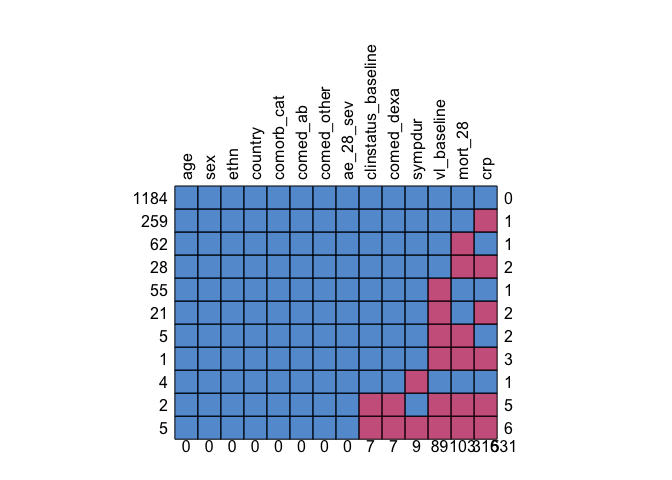 age
sex
ethn
country
comorb_cat
comed_ab
comed_other
ae_28_sev
clinstatus_baseline
comed_dexa
sympdur
vl_baseline
mort_28
crp
1184 0
259 1
62 1
28 2
55 1
21 2
5 2
1 3
4 1
2 5
5 6
0 0 0 0 0 0 0 0 7 7 9 89 103 316 531